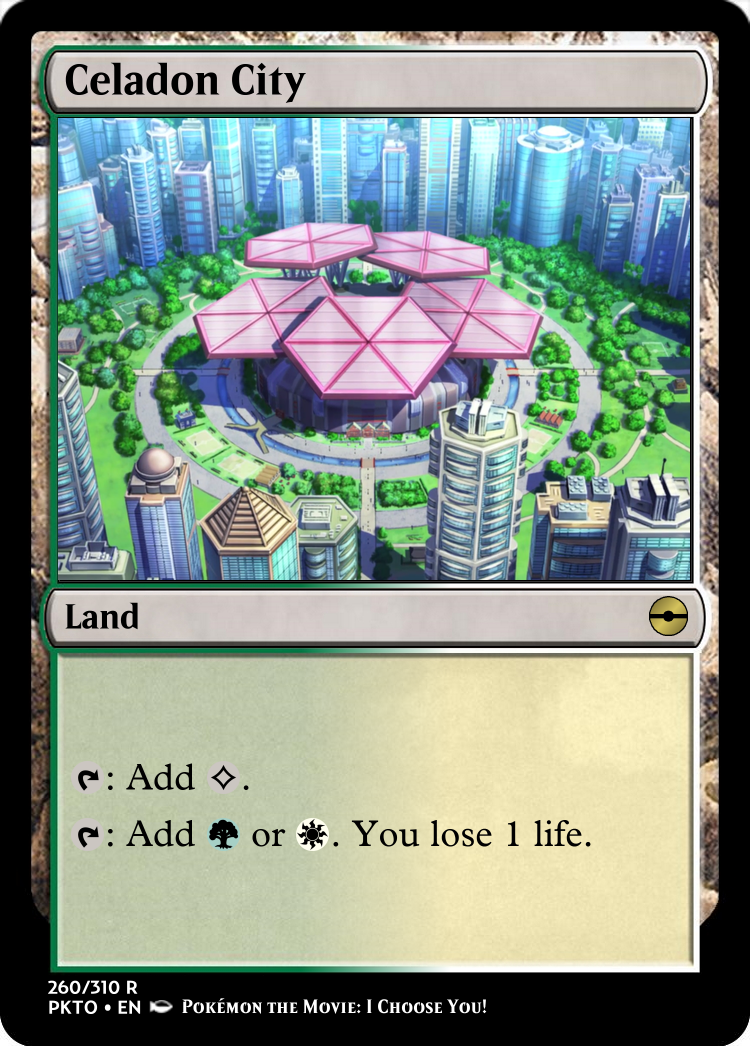 Celadon City
Land
: Add .
: Add or . You lose 1 life.
260/310 R
PKTO • EN Pokémon the Movie: I Choose You!